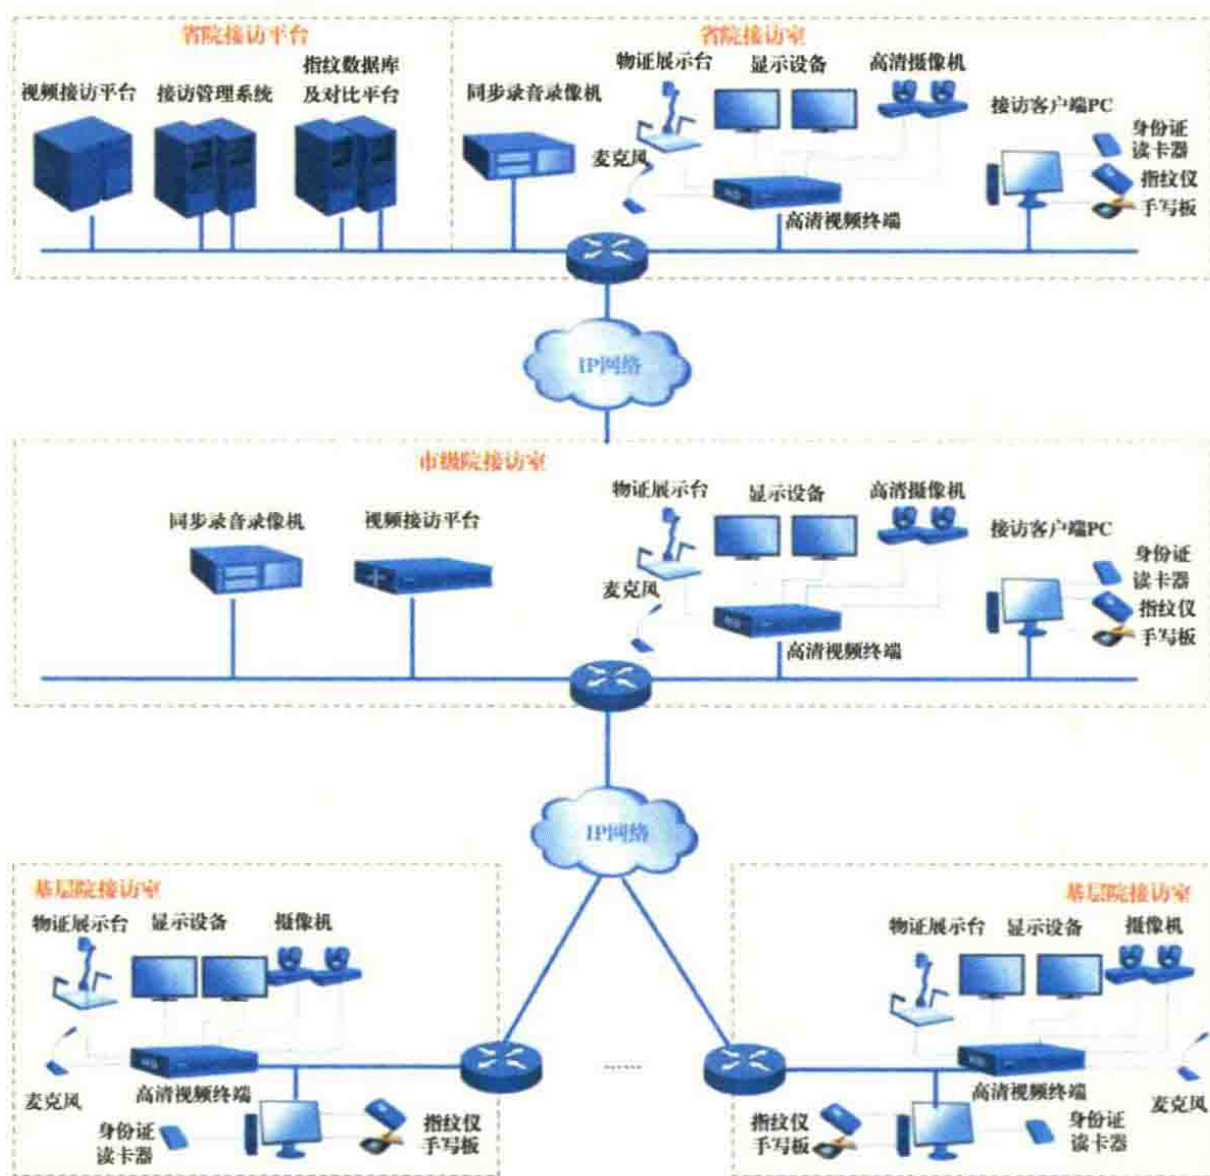 省院接访平台
省院接访室
视频接访平台
接访管理系统
指纹数据库
及对比平台
同步录音录像机
物证展示台
显示设备
高清摄像机
接访客户端PC
麦克风
身份证
读卡器
指纹仪
手写板
高清视频终端
IP网络
市级院接访室
同步录音录像机
视频接访平台
物证展示台
显示设备
高清摄像机
接访客户端PC
麦克风
身份证
读卡器
指纹仪
手写板
高清视频终端
IP网络
基层院接访室
物证展示台
显示设备
摄像机
麦克风
高清视频终端
身份证
读卡器
指纹仪
手写板
......
基层院接访室
物证展示台
显示设备
摄像机
高清视频终端
麦克风
指纹仪
手写板
身份证
读卡器